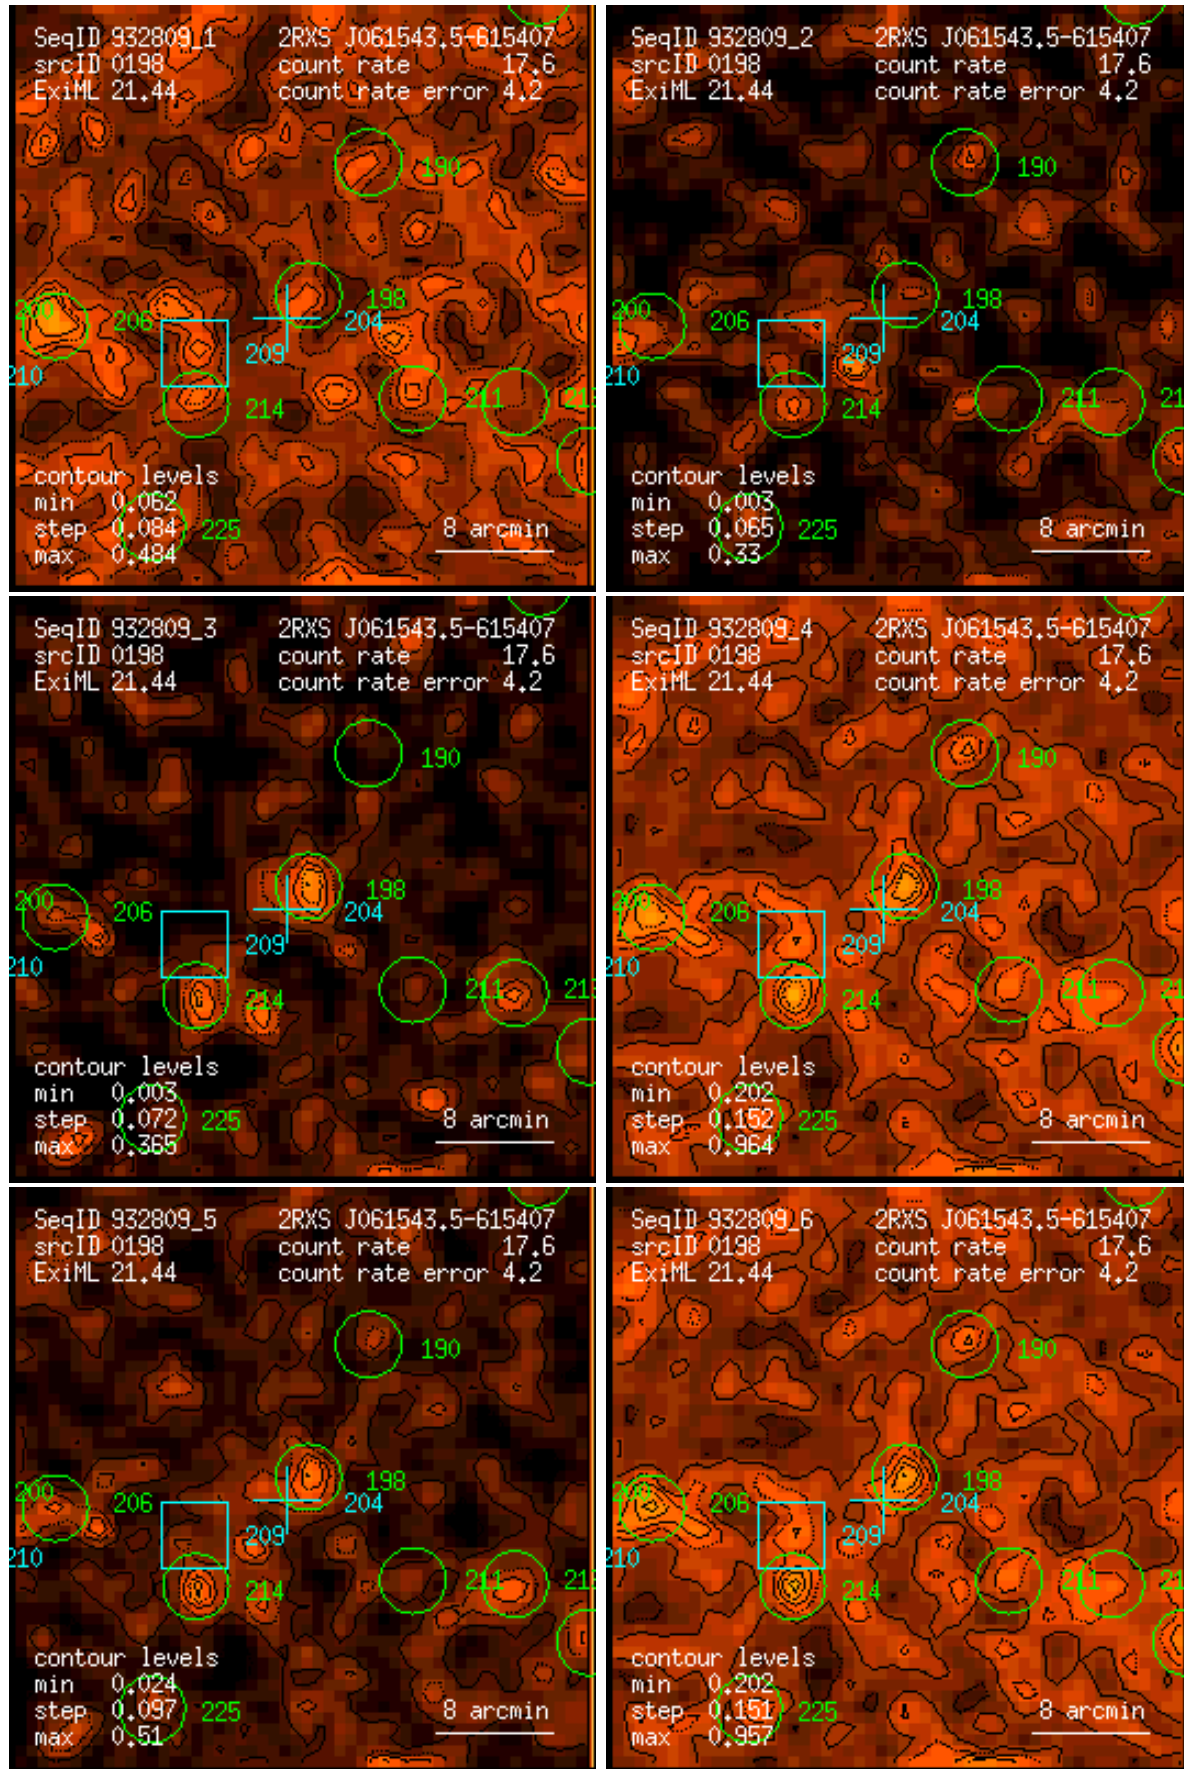 SeqID 932809_1 2RXS J061543.5-615407
srcID 0198 count rate 17.6
ExiML 21.44 count rate error 4.2
190
200 198
206 204
209
210
214 211 213
contour levels
min 0.062
step 0.084 225 8 arcmin
max 0.484
SeqID 932809_2 2RXS J061543.5-615407
srcID 0198 count rate 17.6
ExiML 21.44 count rate error 4.2
190
200 198
206 204
209
210
214 211 21
contour levels
min 0.003
step 0.065 225 8 arcmin
max 0.33
SeqID 932809_3 2RXS J061543.5-615407
srcID 0198 count rate 17.6
ExiML 21.44 count rate error 4.2
190
200 198
206 204
209
210
214 211 213
contour levels
min 0.003
step 0.072 225 8 arcmin
max 0.365
SeqID 932809_4 2RXS J061543.5-615407
srcID 0198 count rate 17.6
ExiML 21.44 count rate error 4.2
190
200 198
206 204
209
210
214 211 21
contour levels
min 0.202
step 0.152 225 8 arcmin
max 0.964
SeqID 932809_5 2RXS J061543.5-615407
srcID 0198 count rate 17.6
ExiML 21.44 count rate error 4.2
190
200 198
206 204
209
210
214 211 213
contour levels
min 0.024
step 0.097 225 8 arcmin
max 0.51
SeqID 932809_6 2RXS J061543.5-615407
srcID 0198 count rate 17.6
ExiML 21.44 count rate error 4.2
190
200 198
206 204
209
210
214 211 21
contour levels
min 0.202
step 0.151 225 8 arcmin
max 0.957